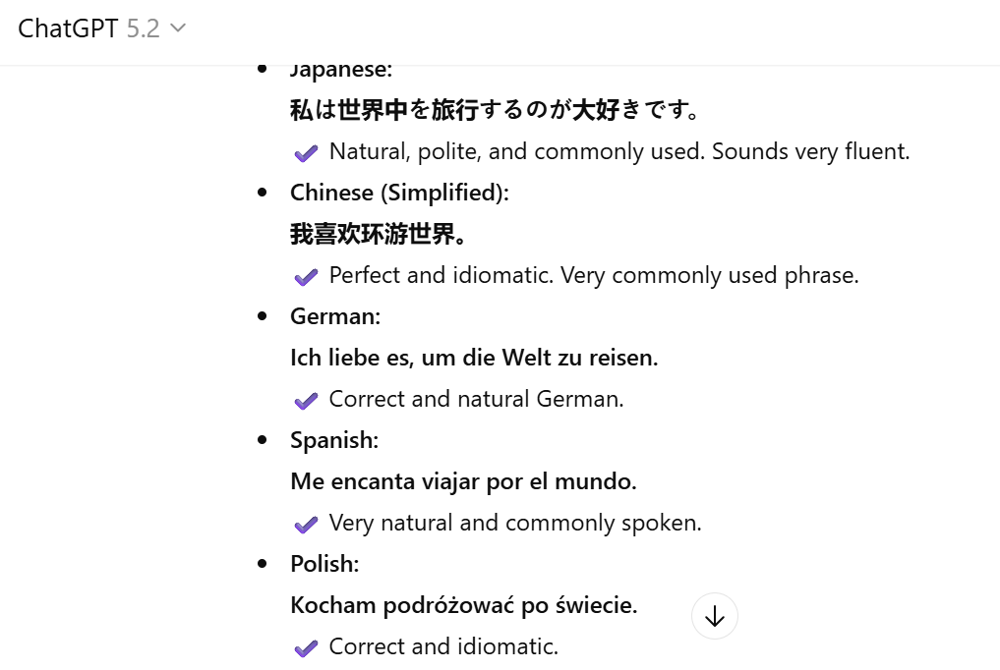 ChatGPT 5.2
Japanese:
私は世界中を旅行するのが大好きです。
Natural, polite, and commonly used. Sounds very fluent.
Chinese (Simplified):
我喜欢环游世界。
Perfect and idiomatic. Very commonly used phrase.
German:
Ich liebe es, um die Welt zu reisen.
Correct and natural German.
Spanish:
Me encanta viajar por el mundo.
Very natural and commonly spoken.
Polish:
Kocham podróżować po świecie.
Correct and idiomatic.